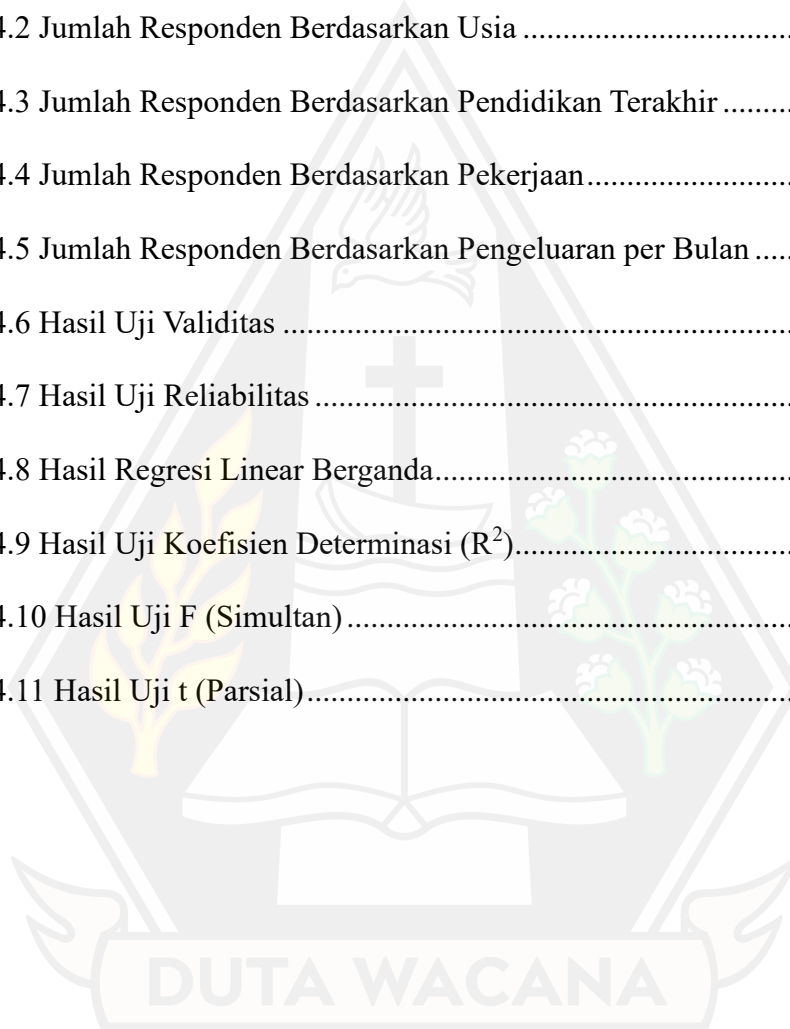 4.2 Jumlah Responden Berdasarkan Usia ................................
4.3 Jumlah Responden Berdasarkan Pendidikan Terakhir .........
4.4 Jumlah Responden Berdasarkan Pekerjaan.........................
4.5 Jumlah Responden Berdasarkan Pengeluaran per Bulan .....
4.6 Hasil Uji Validitas ..............................................................
4.7 Hasil Uji Reliabilitas ..........................................................
4.8 Hasil Regresi Linear Berganda............................................
4.9 Hasil Uji Koefisien Determinasi (R²)..................................
4.10 Hasil Uji F (Simultan) .......................................................
4.11 Hasil Uji t (Parsial)............................................................
DUTA WACANA